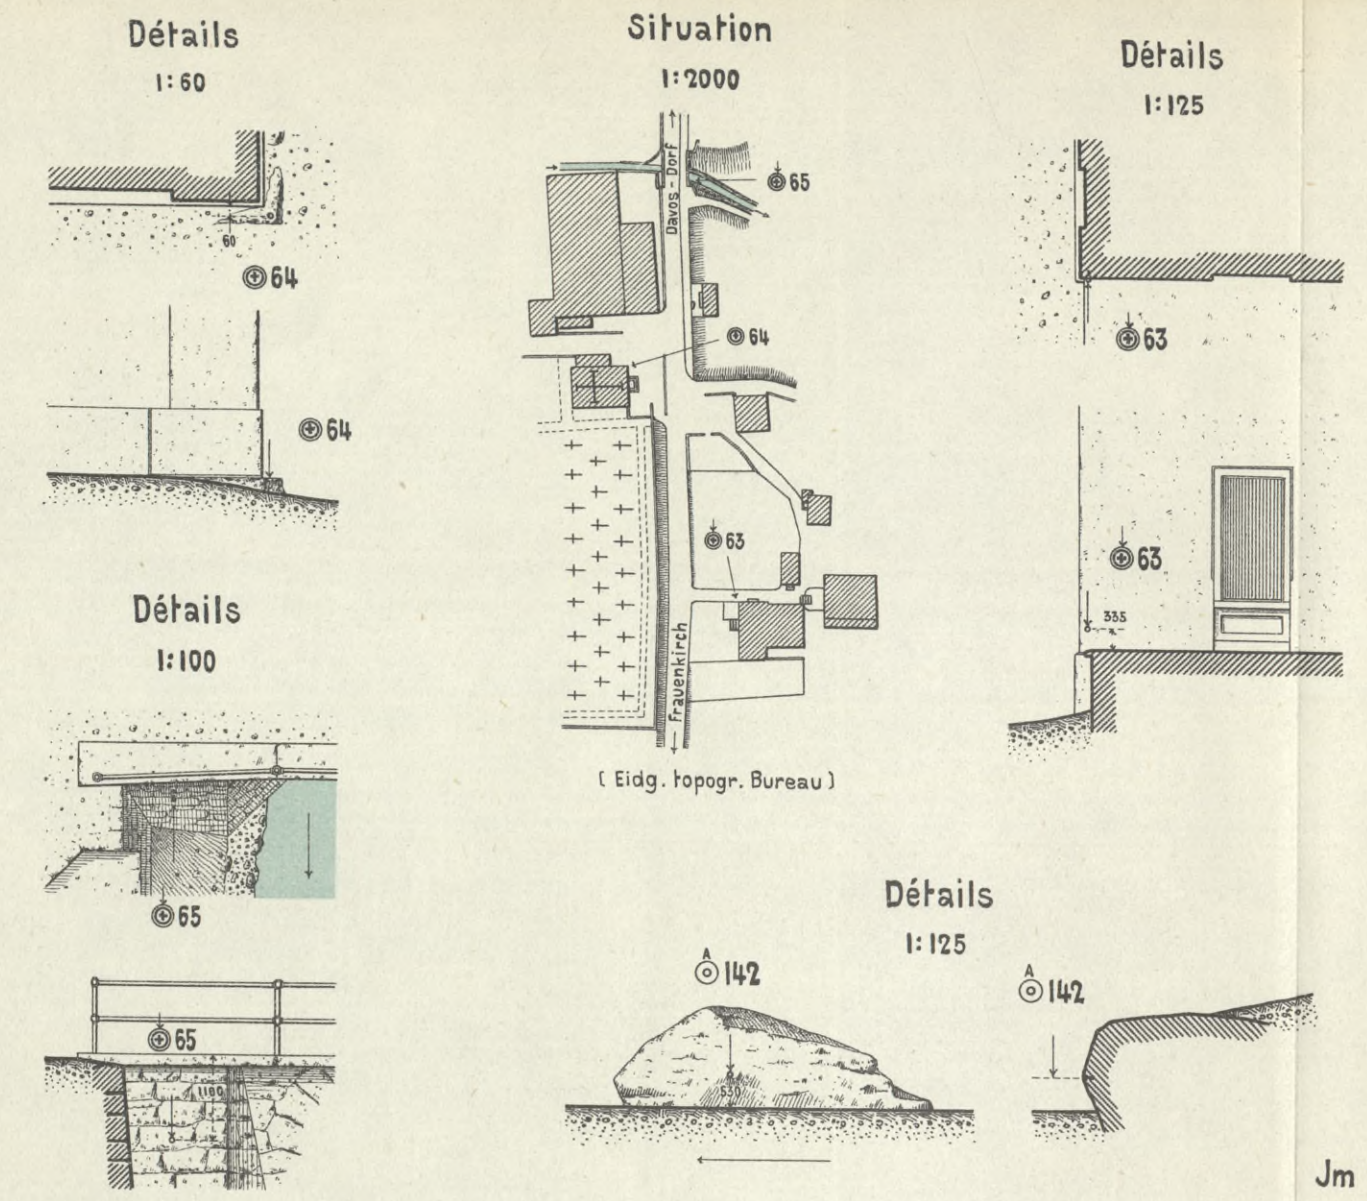 Détails
1:60
60
64
64
Situation
1:2000
Davos - Dorf
65
64
63
Frauenkirch
( Eidg. topogr. Bureau )
Détails
1:125
63
63
335
Détails
1:100
65
65
1180
Détails
1:125
A
142
530
A
142
Jm